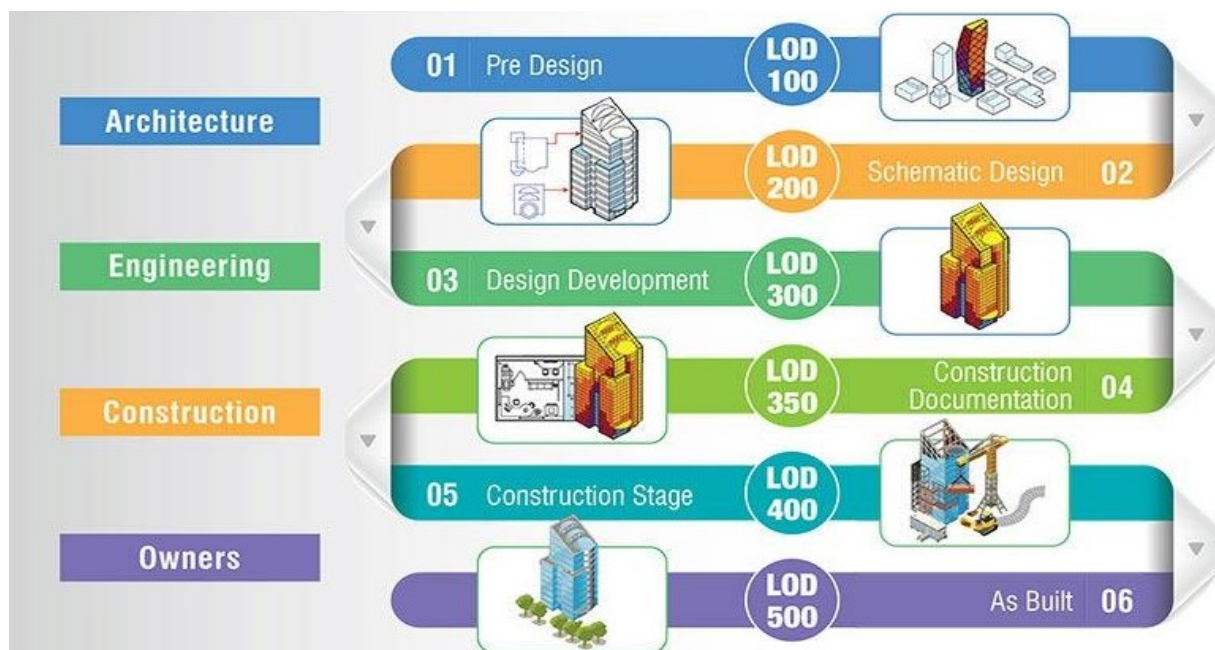 Architecture
Engineering
Construction
Owners
01 Pre Design LOD
100
LOD
200 Schematic Design 02
03 Design Development LOD
300
LOD
350 Construction
Documentation 04
05 Construction Stage LOD
400
LOD
500 As Built 06